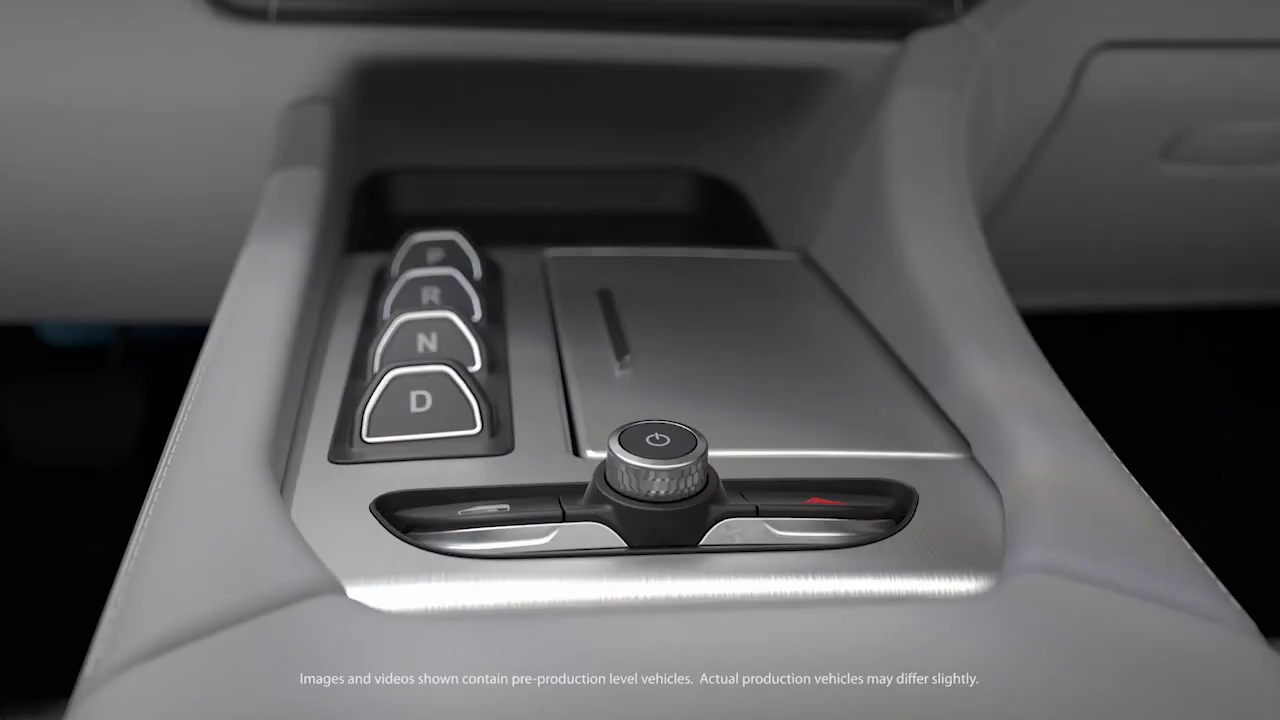 P
R
N
D
Images and videos shown contain pre-production level vehicles. Actual production vehicles may differ slightly.